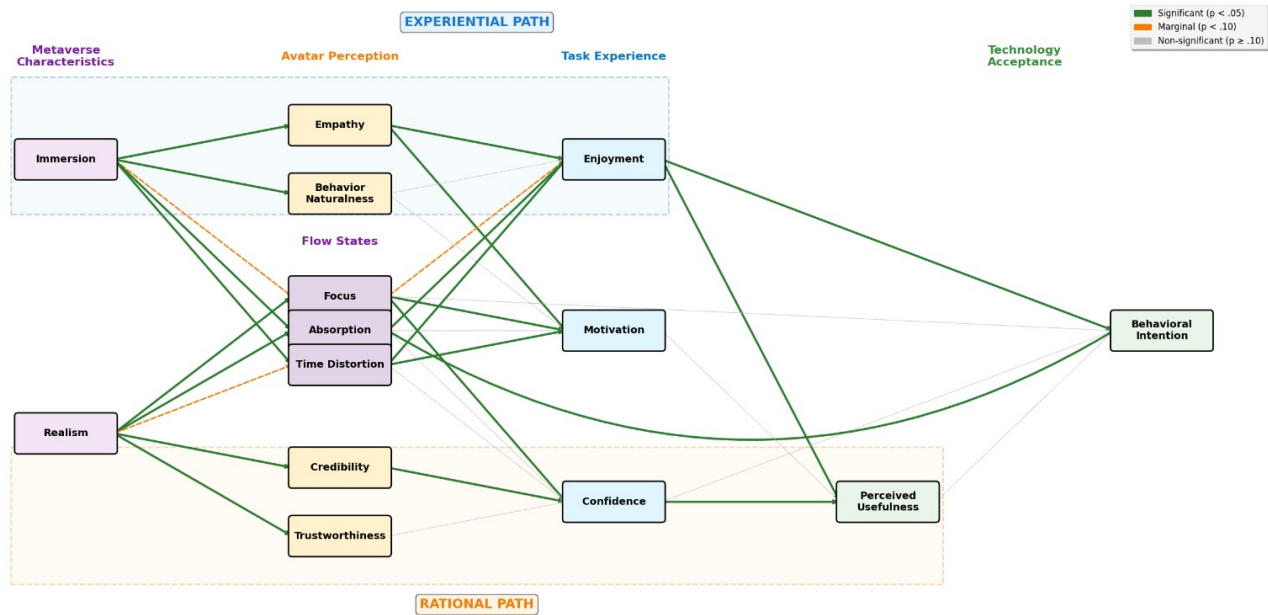 EXPERIENTIAL PATH
Significant (p < .05)
Marginal (p < .10)
Non-significant (p ≥ .10)
Metaverse
Characteristics
Avatar Perception
Task Experience
Technology
Acceptance
Empathy
Immersion
Enjoyment
Behavior
Naturalness
Flow States
Focus
Absorption
Motivation
Behavioral
Intention
Time Distortion
Realism
Credibility
Confidence
Perceived
Usefulness
Trustworthiness
RATIONAL PATH